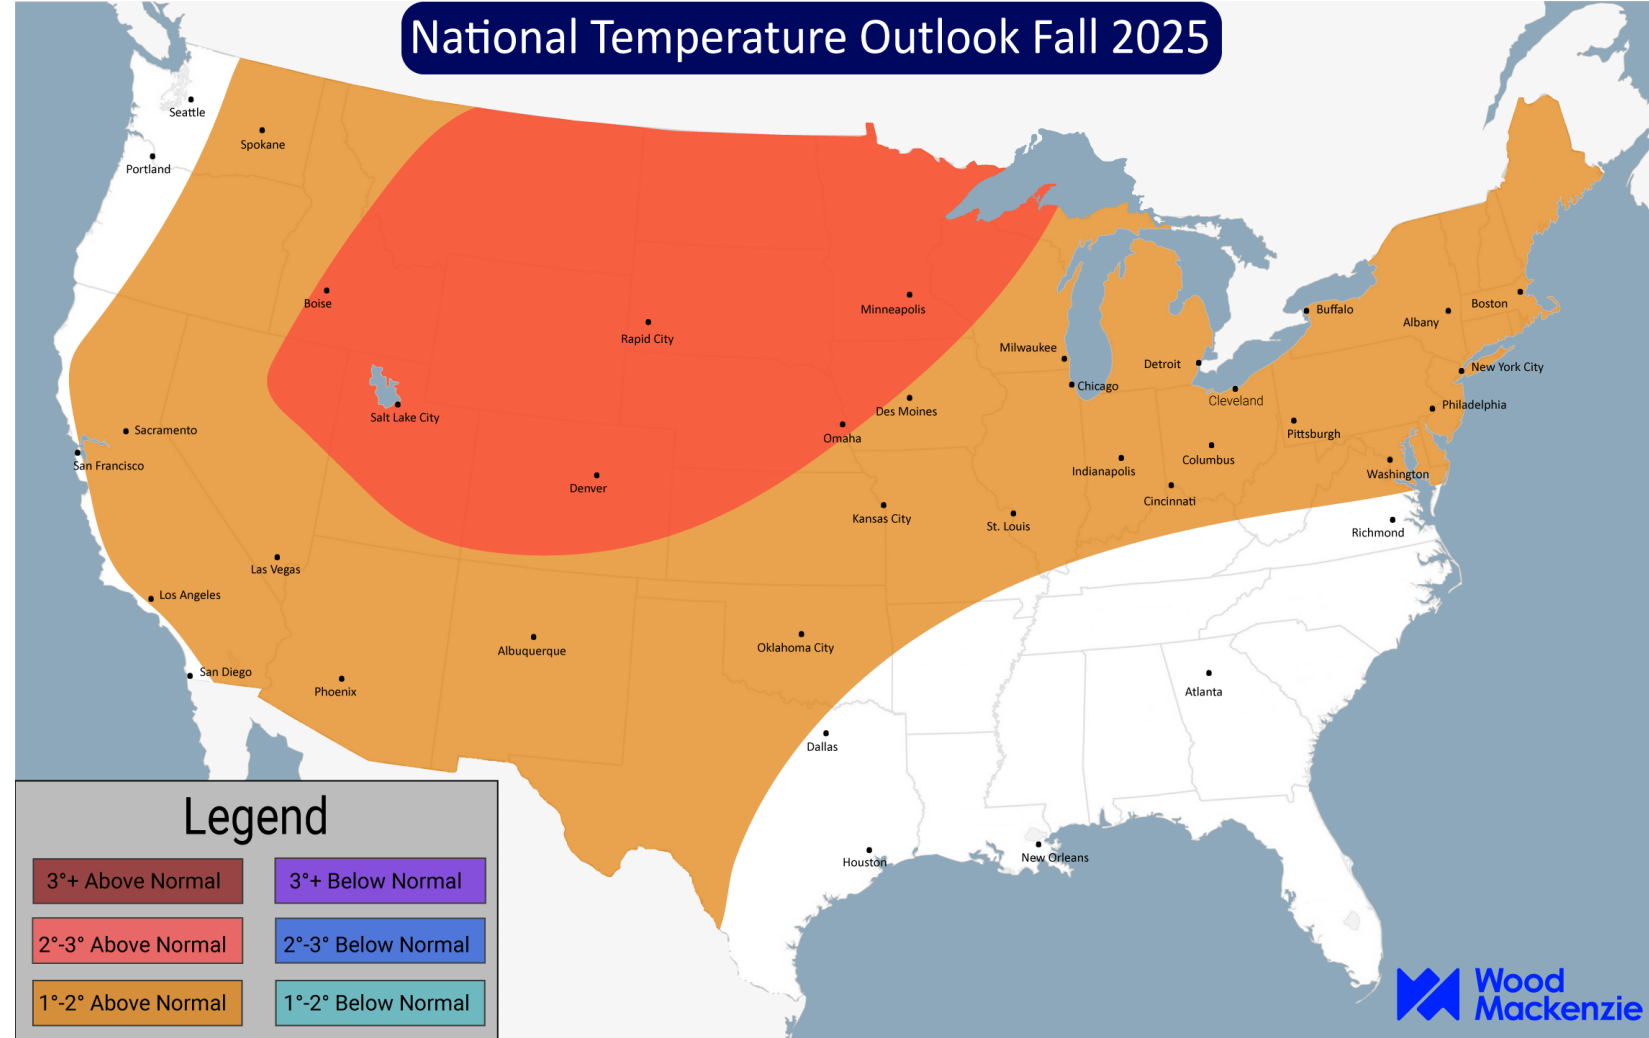 National Temperature Outlook Fall 2025
Seattle
Spokane
Portland
Boise
Minneapolis
Rapid City
Buffalo
Boston
Albany
Milwaukee
Detroit
New York City
Chicago
Cleveland
Salt Lake City
Des Moines
Philadelphia
Sacramento
Omaha
Pittsburgh
San Francisco
Denver
Indianapolis
Columbus
Washington
Cincinnati
Kansas City
St. Louis
Richmond
Las Vegas
Los Angeles
Albuquerque
Oklahoma City
San Diego
Phoenix
Atlanta
Dallas
Houston
New Orleans
Legend
3°+ Above Normal
3°+ Below Normal
2°-3° Above Normal
2°-3° Below Normal
1°-2° Above Normal
1°-2° Below Normal
Wood
Mackenzie